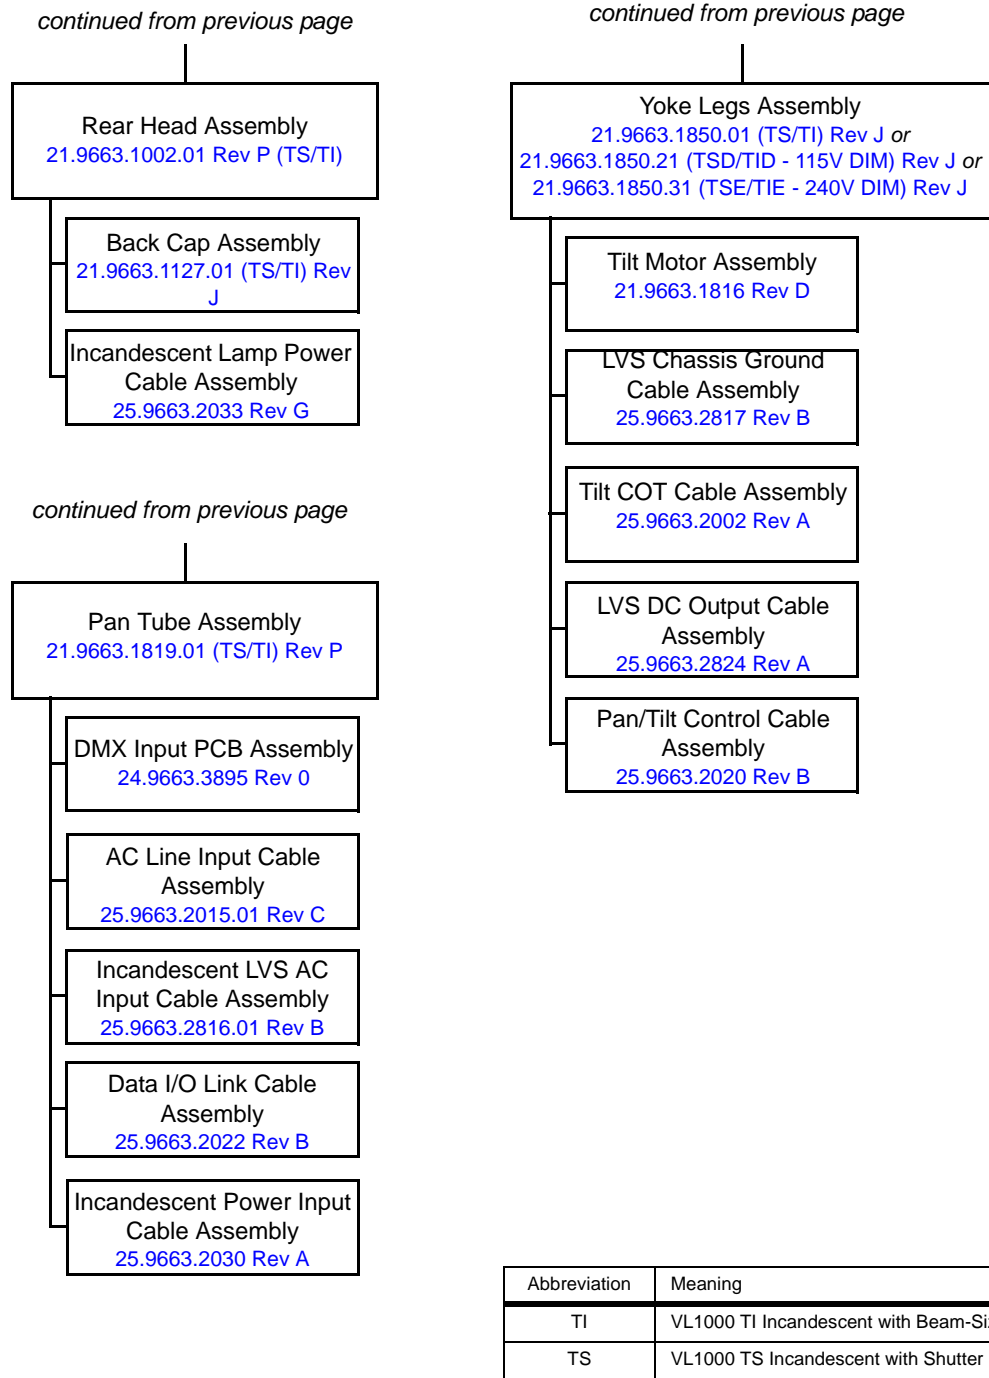 continued from previous page
Rear Head Assembly
21.9663.1002.01 Rev P (TS/TI)
Back Cap Assembly
21.9663.1127.01 (TS/TI) Rev
J
Incandescent Lamp Power
Cable Assembly
25.9663.2033 Rev G
continued from previous page
Pan Tube Assembly
21.9663.1819.01 (TS/TI) Rev P
DMX Input PCB Assembly
24.9663.3895 Rev 0
AC Line Input Cable
Assembly
25.9663.2015.01 Rev C
Incandescent LVS AC
Input Cable Assembly
25.9663.2816.01 Rev B
Data I/O Link Cable
Assembly
25.9663.2022 Rev B
Incandescent Power Input
Cable Assembly
25.9663.2030 Rev A
continued from previous page
Yoke Legs Assembly
21.9663.1850.01 (TS/TI) Rev J or
21.9663.1850.21 (TSD/TID - 115V DIM) Rev J or
21.9663.1850.31 (TSE/TIE - 240V DIM) Rev J
Tilt Motor Assembly
21.9663.1816 Rev D
LVS Chassis Ground
Cable Assembly
25.9663.2817 Rev B
Tilt COT Cable Assembly
25.9663.2002 Rev A
LVS DC Output Cable
Assembly
25.9663.2824 Rev A
Pan/Tilt Control Cable
Assembly
25.9663.2020 Rev B
Abbreviation Meaning
TI VL1000 TI Incandescent with
TS VL1000 TS Incandescent with Shutter